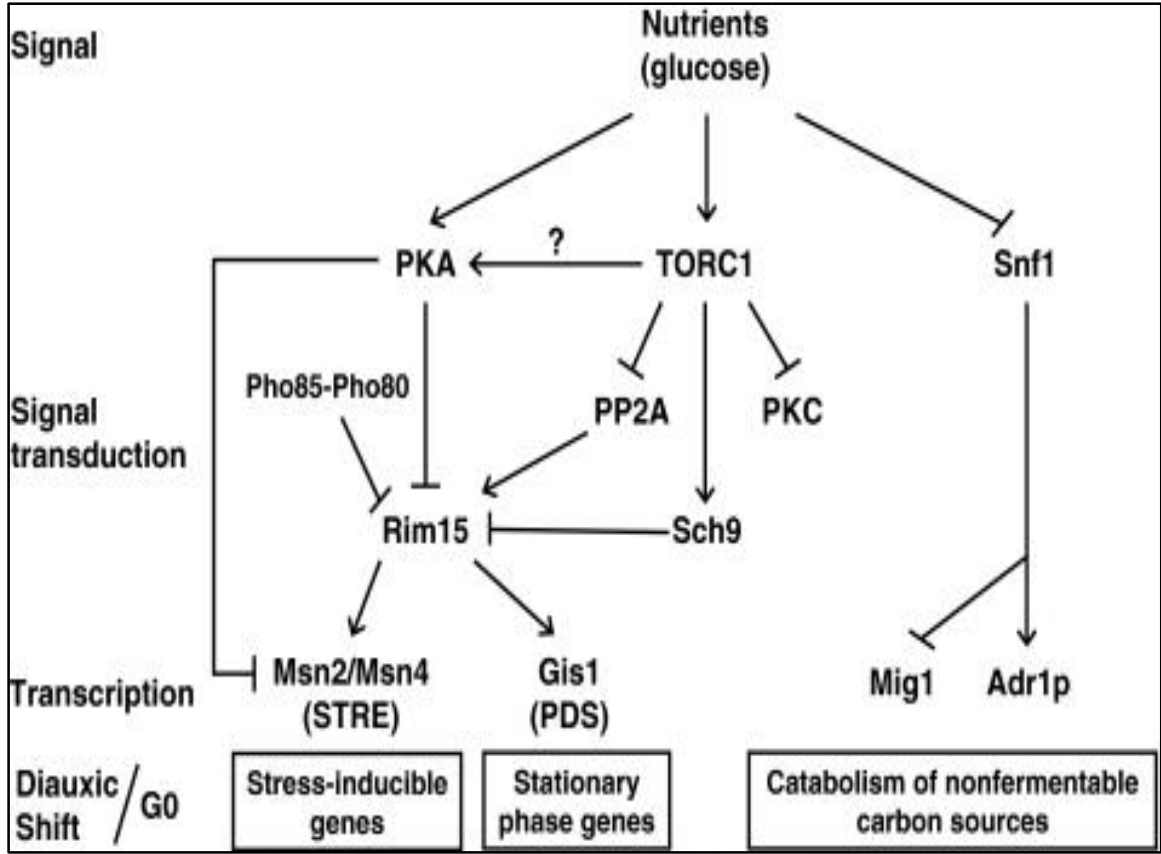 Signal
Nutrients
(glucose)
?
PKA
TORC1
Snf1
Pho85-Pho80
Signal
transduction
PP2A
PKC
Rim15
Sch9
Transcription
Msn2/Msn4
(STRE)
Gis1
(PDS)
Mig1
Adr1p
Diauxic
Shift
/ G0
Stress-inducible
genes
Stationary
phase genes
Catabolism of nonfermentable
carbon sources